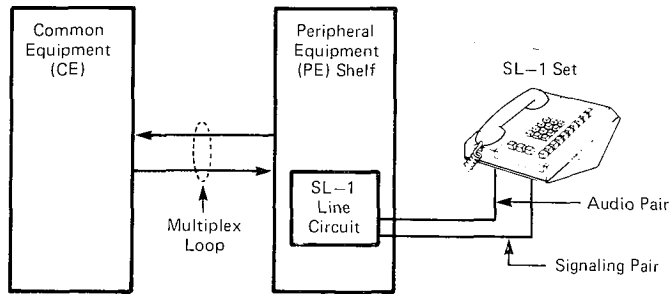 Common
Equipment
(CE)
Peripheral
Equipment
(PE) Shelf
SL–1 Set
Multiplex
Loop
SL–1
Line
Circuit
Audio Pair
Signaling Pair